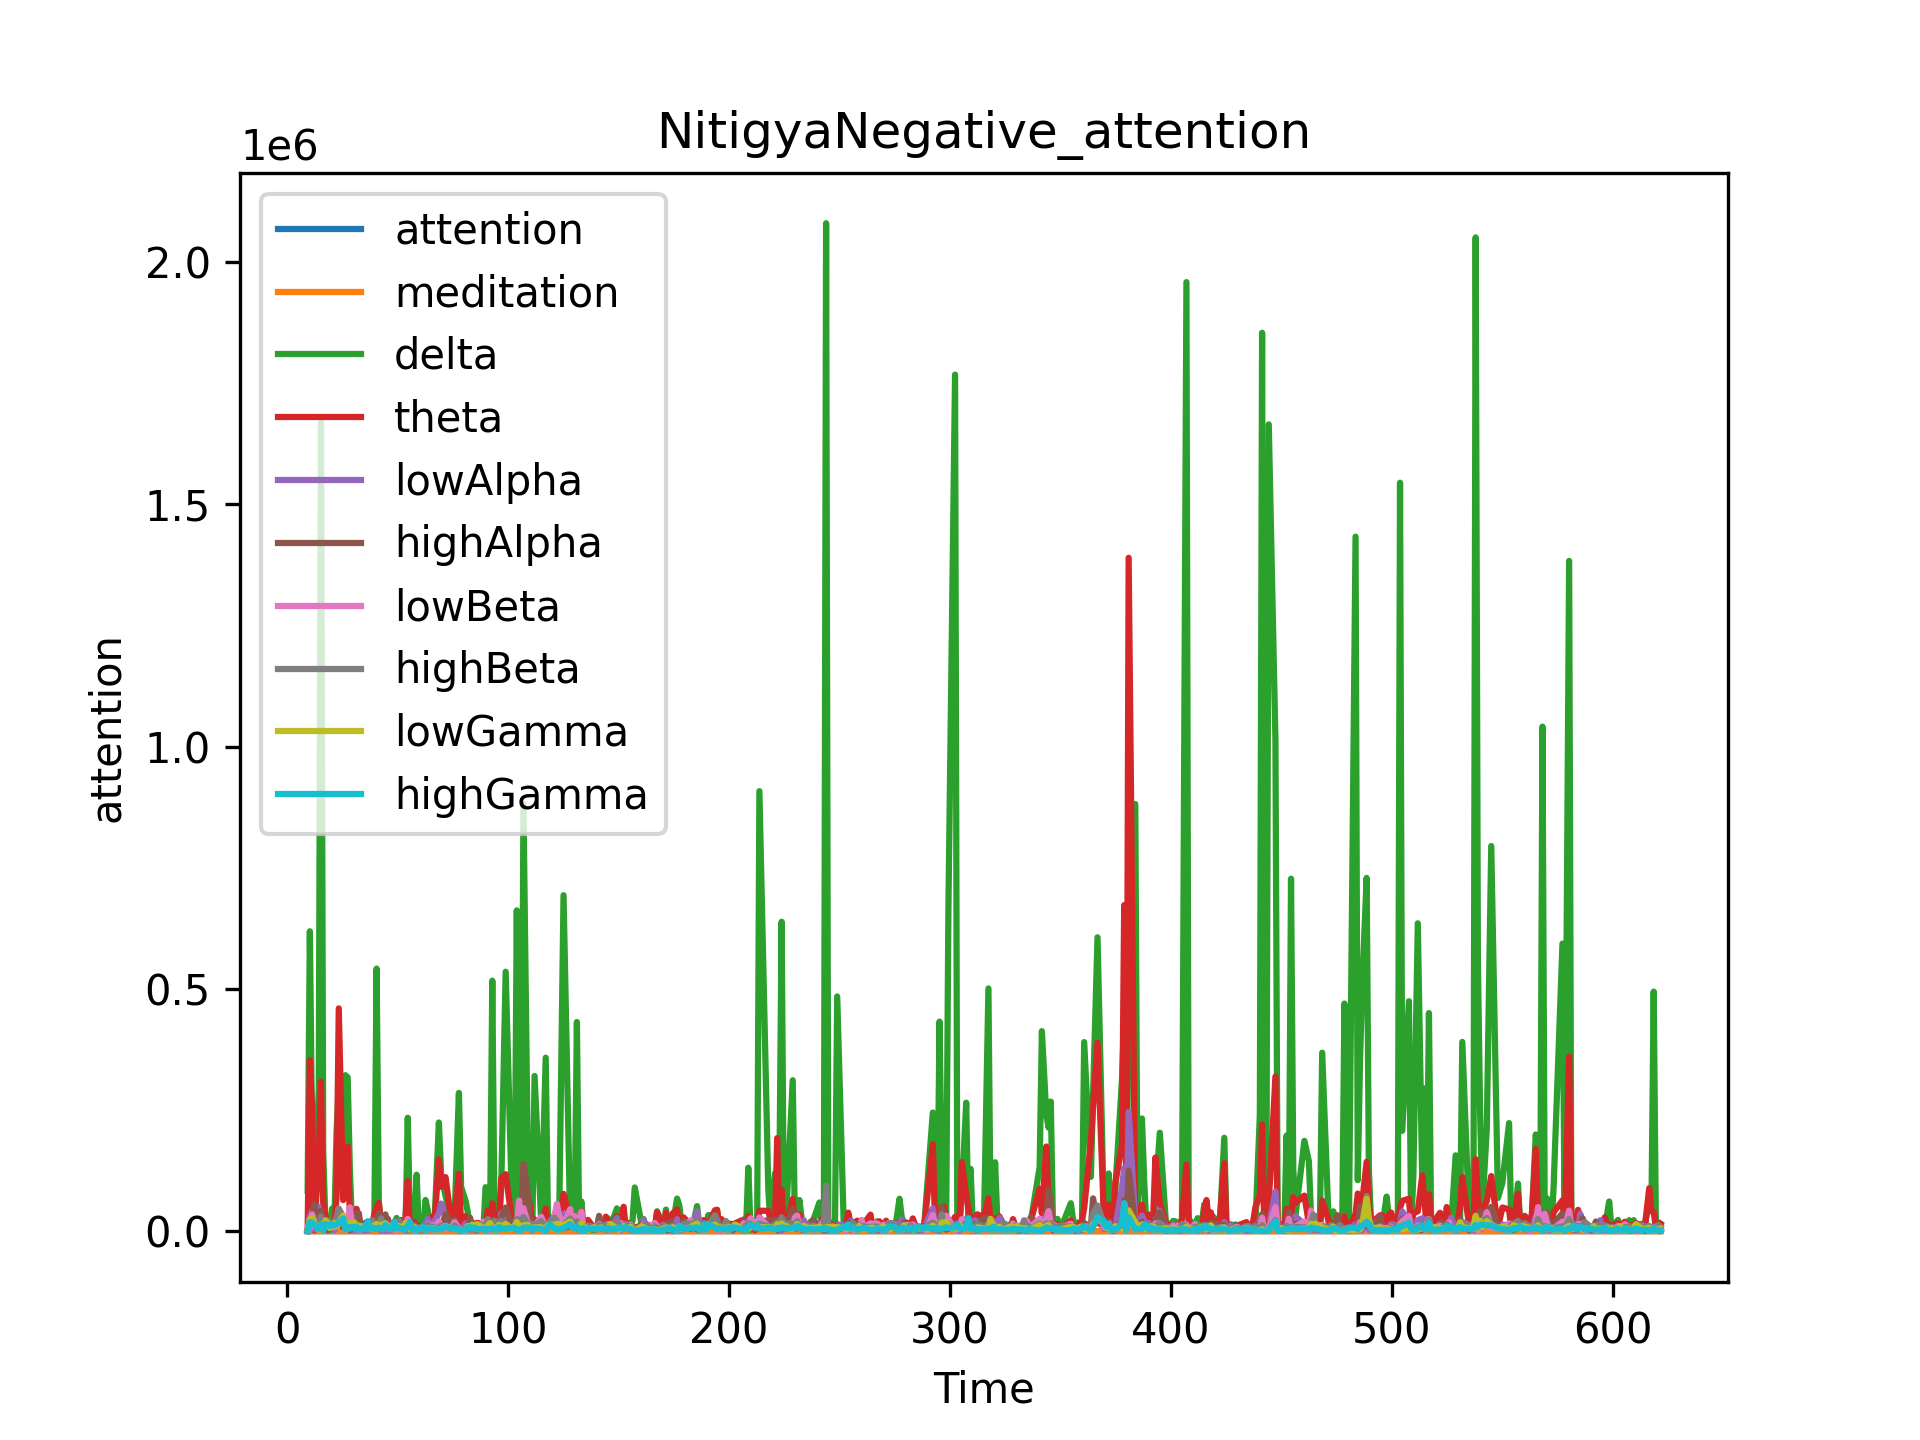 NitigyaNegative_attention
1e6
attention
meditation
delta
theta
lowAlpha
highAlpha
lowBeta
highBeta
lowGamma
highGamma
2.0
1.5
1.0
0.5
0.0
attention
0 100 200 300 400 500 600
Time